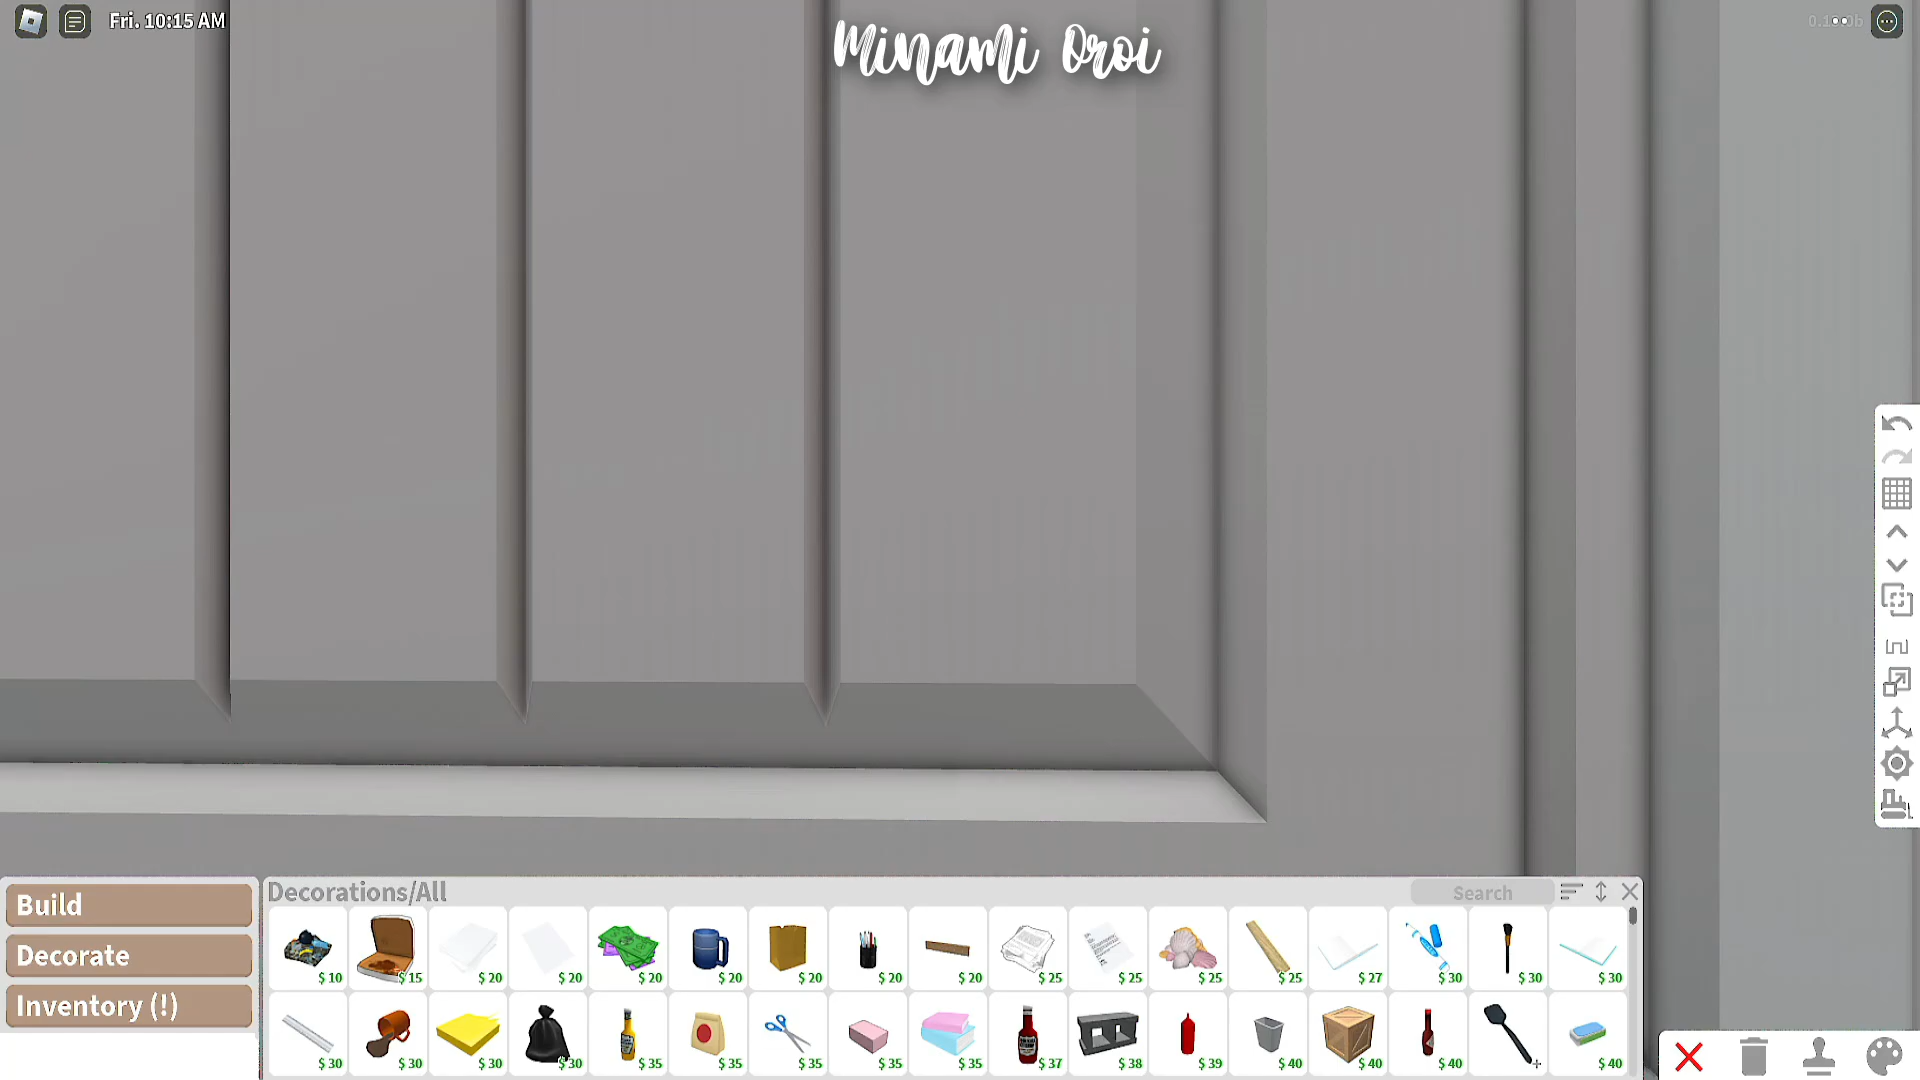 Fri. 10:15 AM
Minami Oroi
Build
Decorate
Inventory (!)
Decorations/All
Search
$ 10 $ 15 $ 20 $ 20 $ 20 $ 20 $ 20 $ 20 $ 20 $ 25 $ 25 $ 25 $ 25 $ 27 $ 30 $ 30 $ 30
$ 30 $ 30 $ 30 $ 30 $ 35 $ 35 $ 35 $ 35 $ 35 $ 37 $ 38 $ 39 $ 40 $ 40 $ 40 $ 40